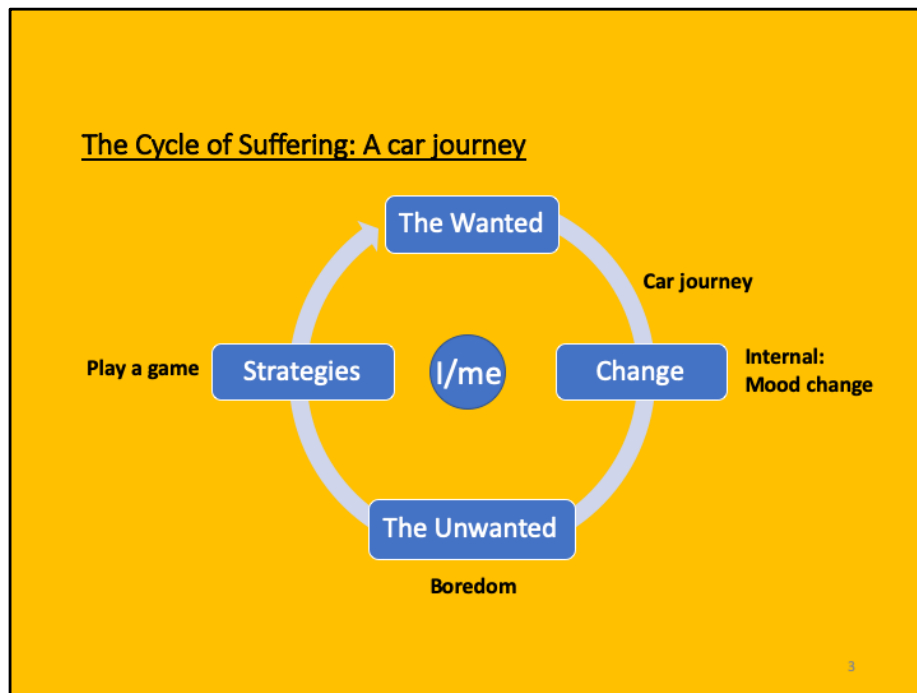 The Cycle of Suffering: A car journey
The Wanted
Car journey
Play a game
Strategies
I/me
Change
Internal:
Mood change
The Unwanted
Boredom
3